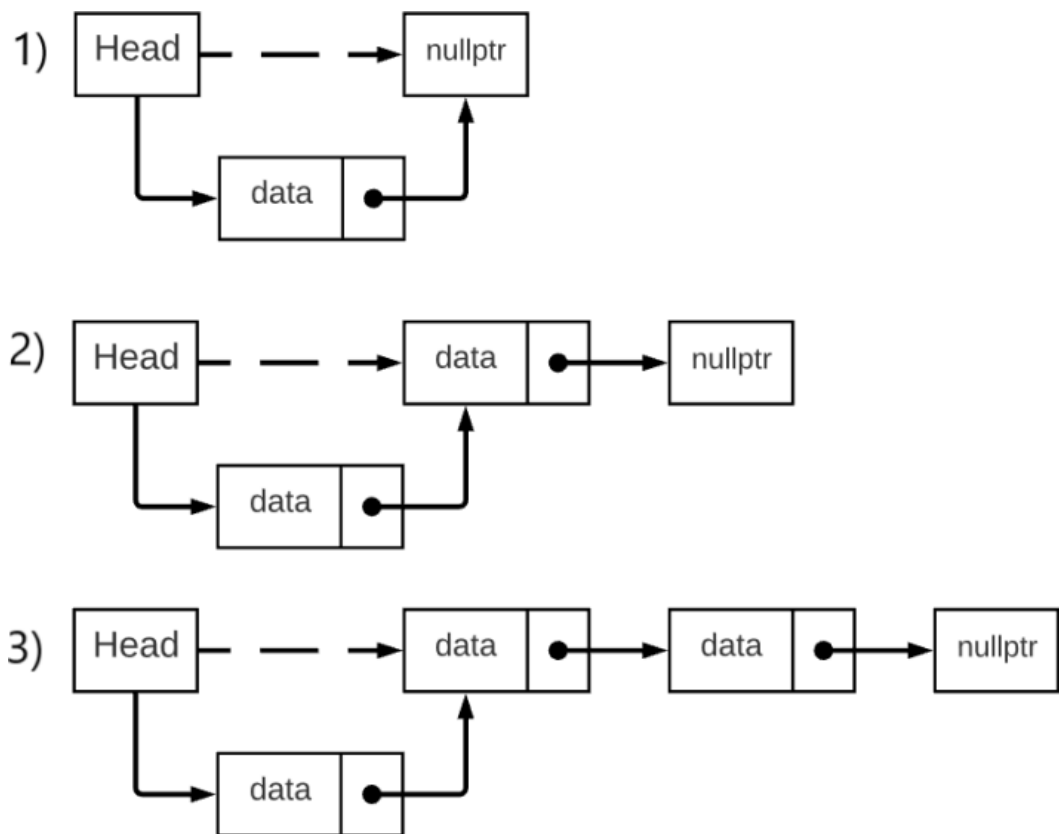 1) Head nullptr
data
2) Head data nullptr
data
3) Head data data nullptr
data